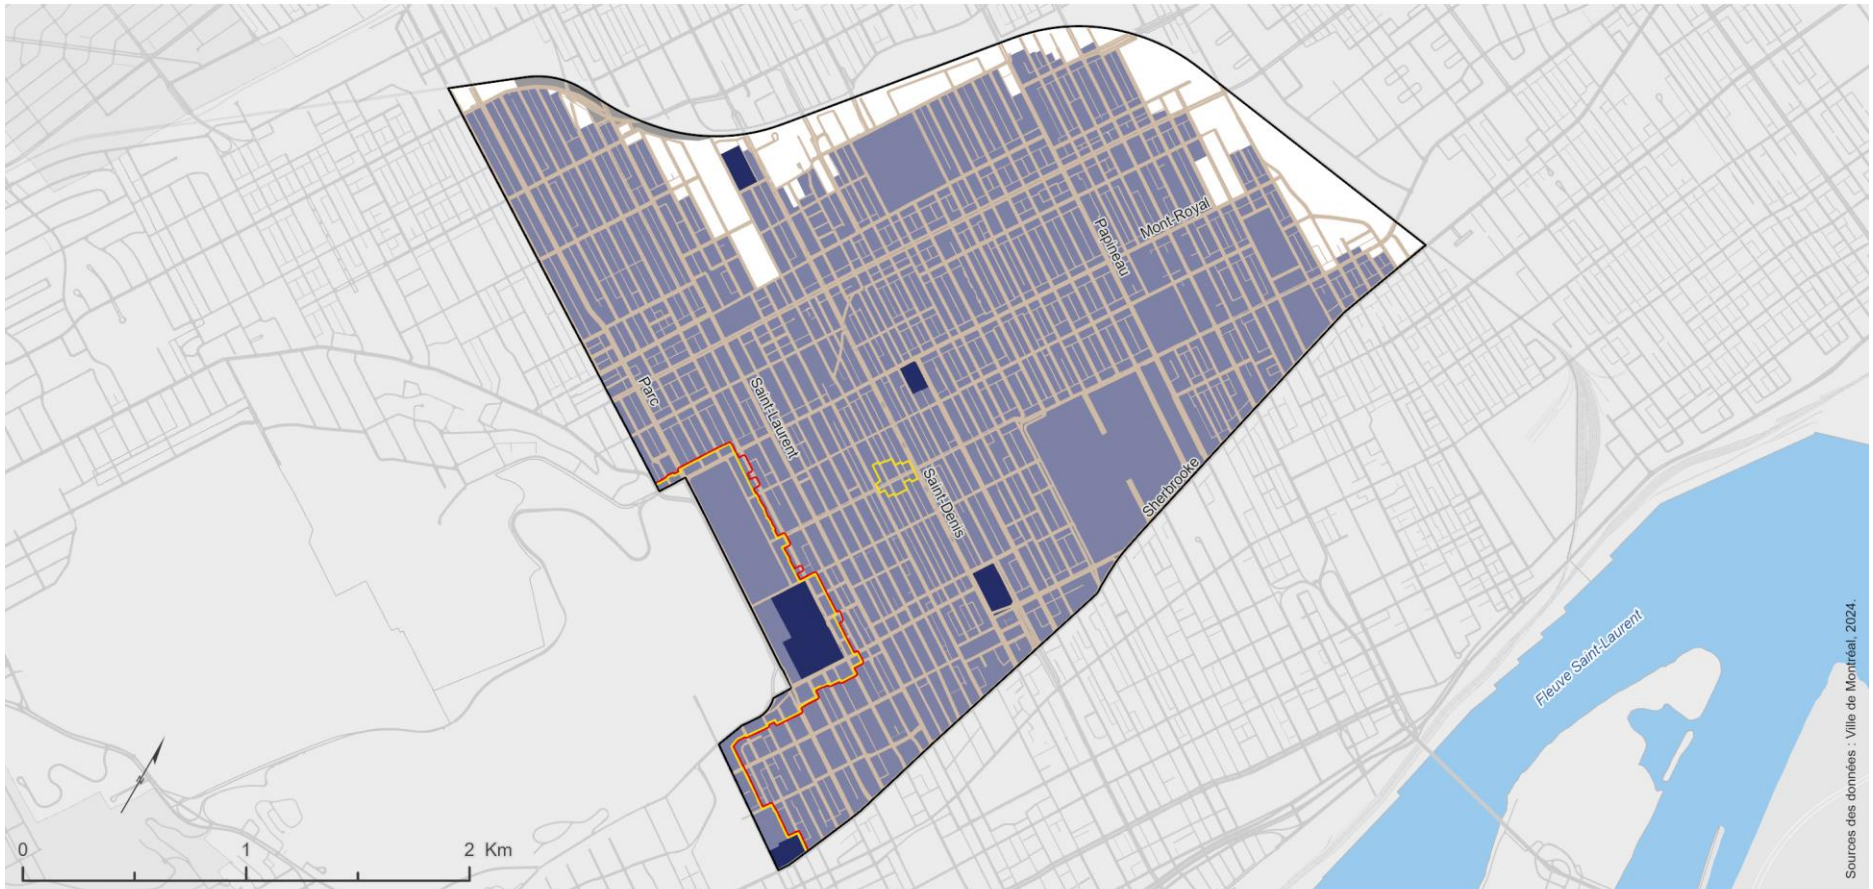 Mont-Royal
Papineau
Parc
Saint-Laurent
Saint-Denis
Sherbrooke
Fleuve Saint-Laurent
N
0 1 2 Km
Sources des données : Ville de Montréal, 2024.